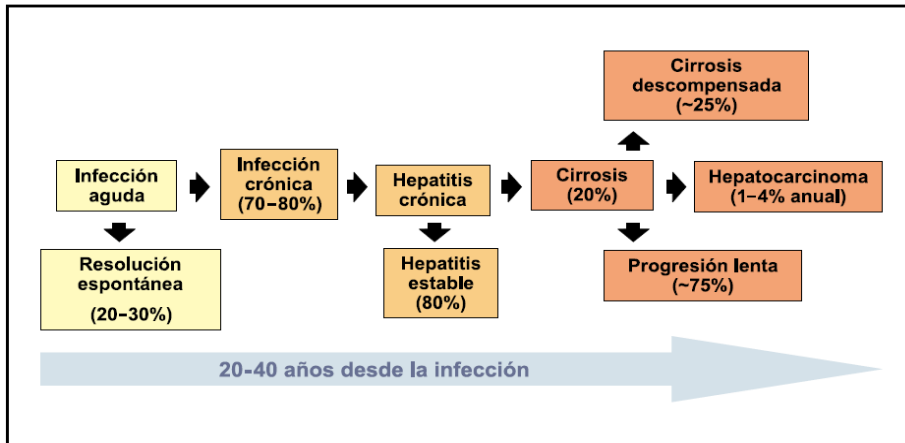 Infección
aguda
Resolución
espontánea
(20–30%)
Infección
crónica
(70–80%)
Hepatitis
crónica
Hepatitis
estable
(80%)
Cirrosis
(20%)
Cirrosis
descompensada
(~25%)
Hepatocarcinoma
(1–4% anual)
Progresión lenta
(~75%)
20-40 años desde la infección